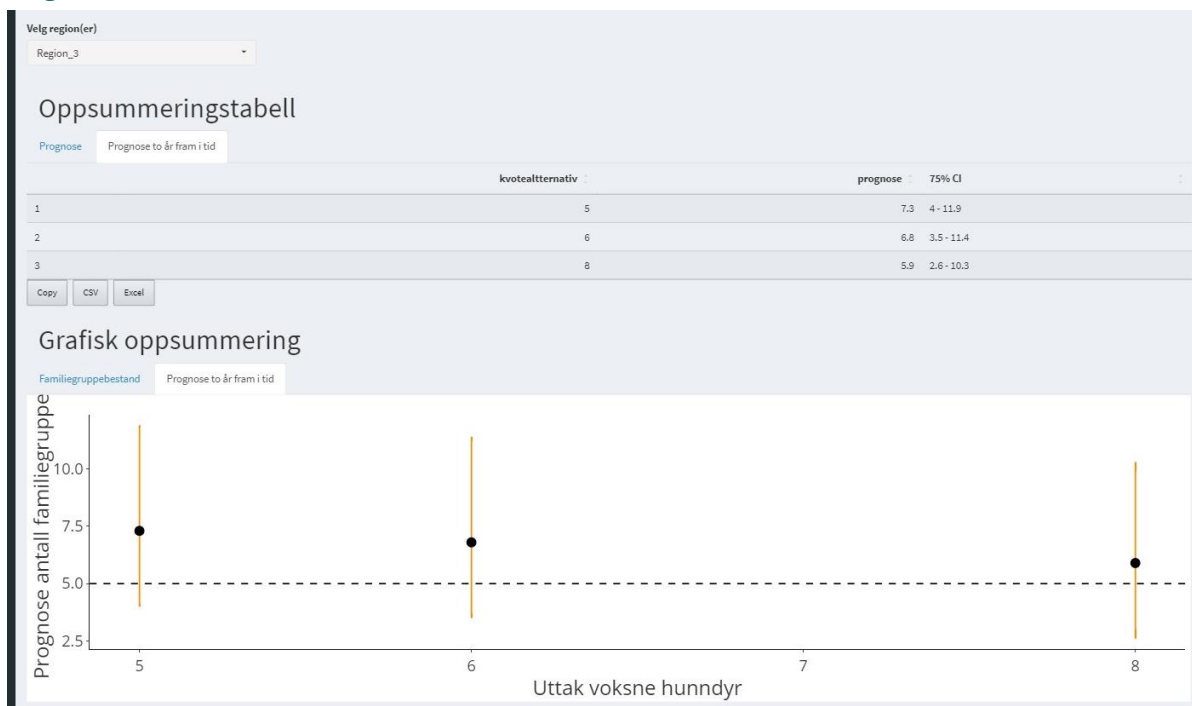 Velg region(er)
Region_3
Oppsummeringstabell
Prognose Prognose to år fram i tid
kvotealtternativ prognose 75% CI
1 5 7.3 4 - 11.9
2 6 6.8 3.5 - 11.4
3 8 5.9 2.6 - 10.3
Copy CSV Excel
Grafisk oppsummering
Familiegruppebestand Prognose to år fram i tid
Prognose antall familiegruppe
10.0
7.5
5.0
2.5
5 6 7 8
Uttak voksne hunndyr